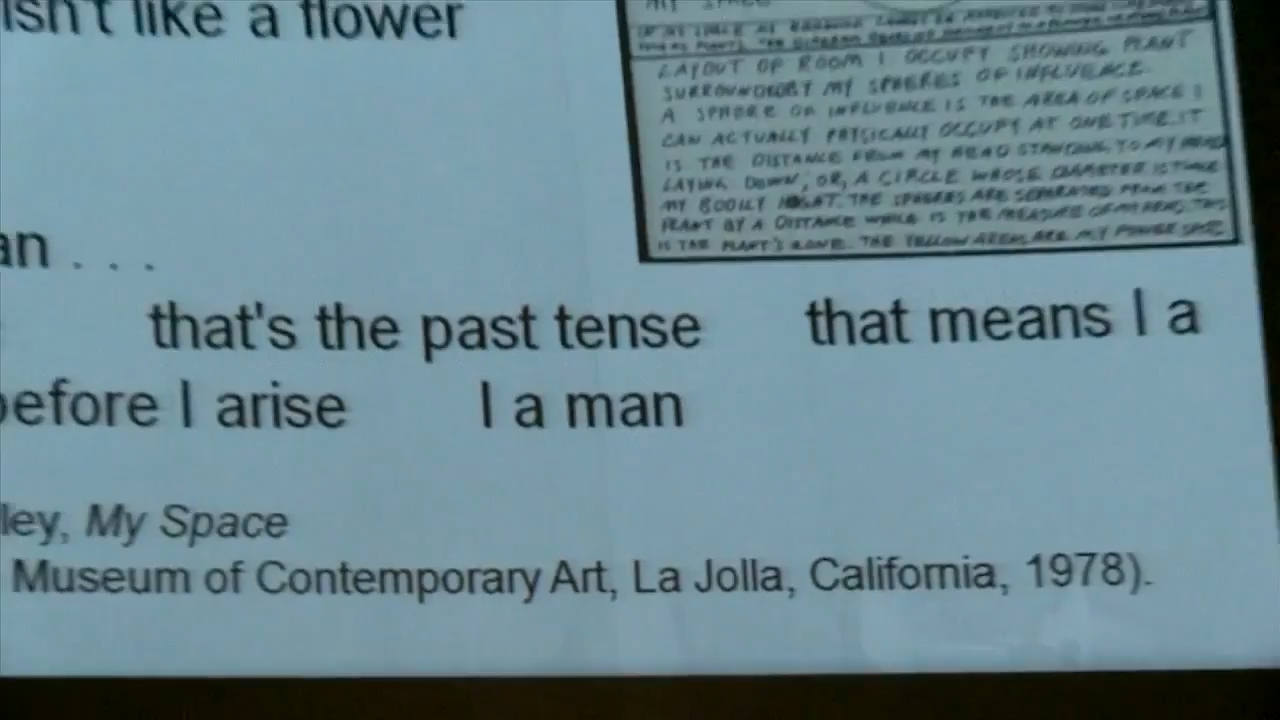 isn't like a flower
MY SPACE
LAYOUT OF ROOM I OCCUPY SHOWING PLANT
SURROUNDED BY MY SPHERES OF INFLUENCE.
A SPHERE OF INFLUENCE IS THE AREA OF SPACE I
CAN ACTUALLY PHYSICALLY OCCUPY AT ONE TIME. IT
IS THE DISTANCE FROM MY HEAD STANDING TO MY HEAD
LAYING DOWN, OR, A CIRCLE WHOSE DIAMETER IS TWICE
MY BODILY THE SPHERES ARE SEPARATED FROM THE
PLANT BY A DISTANCE WHICH IS THE MEASURE OF MY
IS THE PLANT'S ZONE. THE YELLOW AREAS ARE MY POWER
an . . .
that's the past tense that means I a
before I arise I a man
ley, My Space
Museum of Contemporary Art, La Jolla, California, 1978).